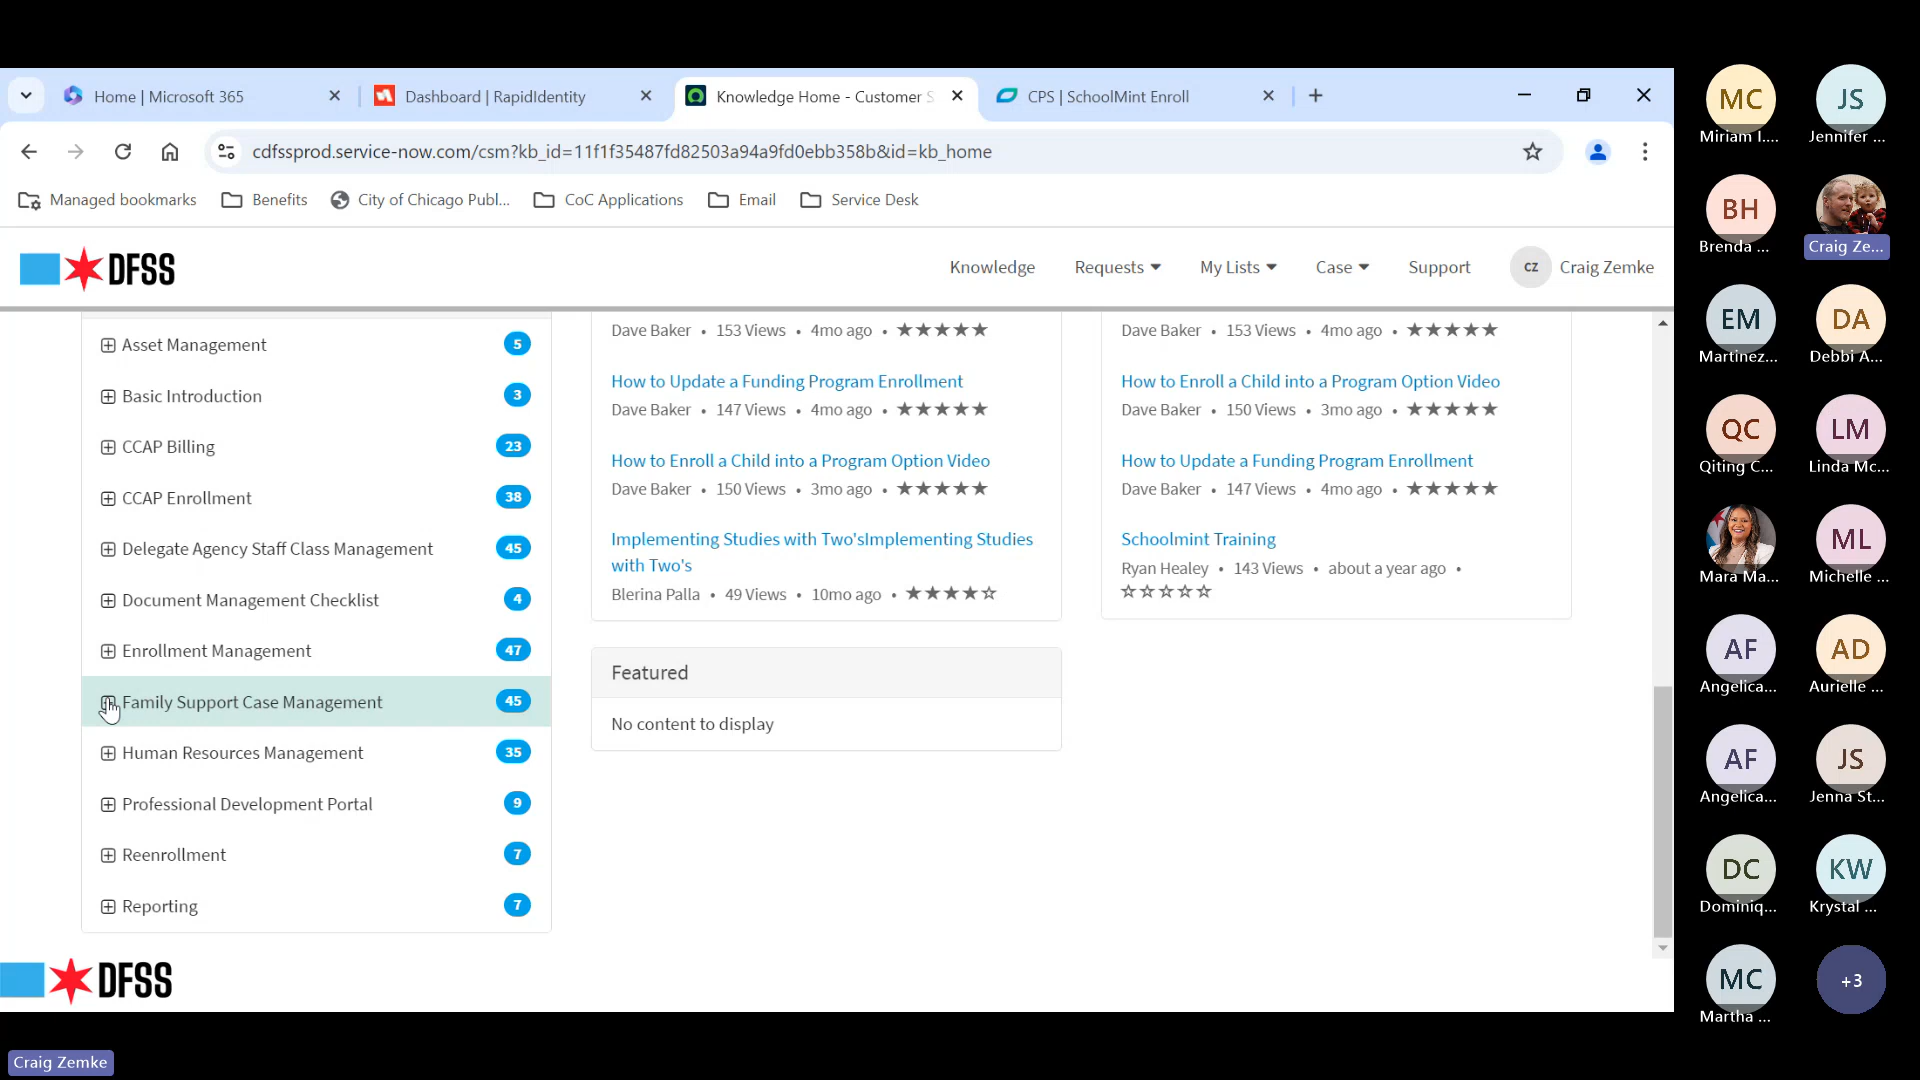 Home | Microsoft 365
Dashboard | RapidIdentity
Knowledge Home - Customer S
CPS | SchoolMint Enroll
cdfssprod.service-now.com/csm?kb_id=11f1f35487fd82503a94a9fd0ebb358b&id=kb_home
Managed bookmarks
Benefits
City of Chicago Publ...
CoC Applications
Email
Service Desk
DFSS
Knowledge
Requests
My Lists
Case
Support
CZ
Craig Zemke
Asset Management 5
Basic Introduction 3
CCAP Billing 23
CCAP Enrollment 38
Delegate Agency Staff Class Management 45
Document Management Checklist 4
Enrollment Management 47
Family Support Case Management 45
Human Resources Management 35
Professional Development Portal 9
Reenrollment 7
Reporting 7
Dave Baker • 153 Views • 4mo ago • ★★★★★
How to Update a Funding Program Enrollment
Dave Baker • 147 Views • 4mo ago • ★★★★★
How to Enroll a Child into a Program Option Video
Dave Baker • 150 Views • 3mo ago • ★★★★★
Implementing Studies with Two'sImplementing Studies
with Two's
Blerina Palla • 49 Views • 10mo ago • ★★★★☆
Featured
No content to display
Dave Baker • 153 Views • 4mo ago • ★★★★★
How to Enroll a Child into a Program Option Video
Dave Baker • 150 Views • 3mo ago • ★★★★★
How to Update a Funding Program Enrollment
Dave Baker • 147 Views • 4mo ago • ★★★★★
Schoolmint Training
Ryan Healey • 143 Views • about a year ago •
☆☆☆☆☆
DFSS
MC
Miriam I....
JS
Jennifer ...
BH
Brenda ...
Craig Ze...
EM
Martinez...
DA
Debbi A...
QC
Qiting C...
LM
Linda Mc...
Mara Ma...
ML
Michelle ...
AF
Angelica...
AD
Aurielle ...
AF
Angelica...
JS
Jenna St...
DC
Dominiq...
KW
Krystal ...
MC
Martha ...
+3
Craig Zemke